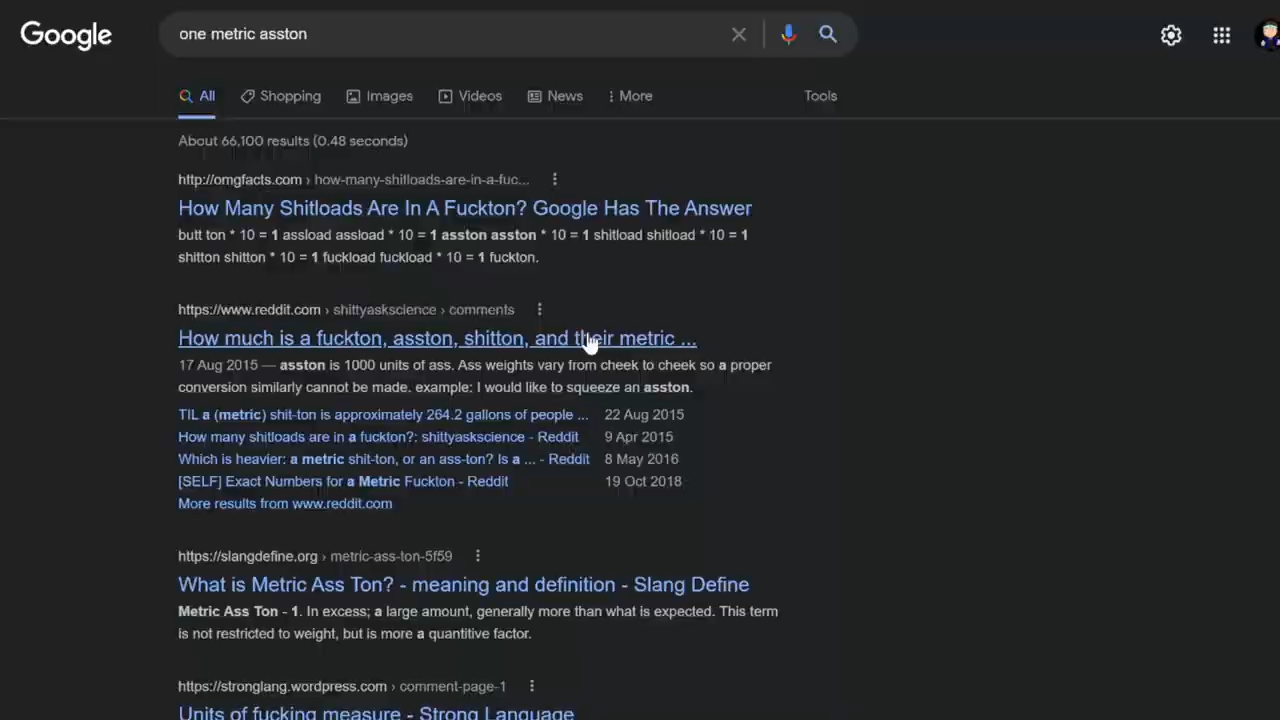 Google
one metric asston
All
Shopping
Images
Videos
News
More
Tools
About 66,100 results (0.48 seconds)
http://omgfacts.com › how-many-shitloads-are-in-a-fuc...
How Many Shitloads Are In A Fuckton? Google Has The Answer
butt ton * 10 = 1 assload assload * 10 = 1 asston asston * 10 = 1 shitload shitload * 10 = 1
shitton shitton * 10 = 1 fuckload fuckload * 10 = 1 fuckton.
https://www.reddit.com › shittyaskscience › comments
How much is a fuckton, asston, shitton, and their metric ...
17 Aug 2015 — asston is 1000 units of ass. Ass weights vary from cheek to cheek so a proper
conversion similarly cannot be made. example: I would like to squeeze an asston.
TIL a (metric) shit-ton is approximately 264.2 gallons of people ... 22 Aug 2015
How many shitloads are in a fuckton?: shittyaskscience - Reddit 9 Apr 2015
Which is heavier: a metric shit-ton, or an ass-ton? Is a ... - Reddit 8 May 2016
[SELF] Exact Numbers for a Metric Fuckton - Reddit 19 Oct 2018
More results from www.reddit.com
https://slangdefine.org › metric-ass-ton-5f59
What is Metric Ass Ton? - meaning and definition - Slang Define
Metric Ass Ton - 1. In excess; a large amount, generally more than what is expected. This term
is not restricted to weight, but is more a quantitive factor.
https://stronglang.wordpress.com › comment-page-1
Units of fucking measure - Strong Language